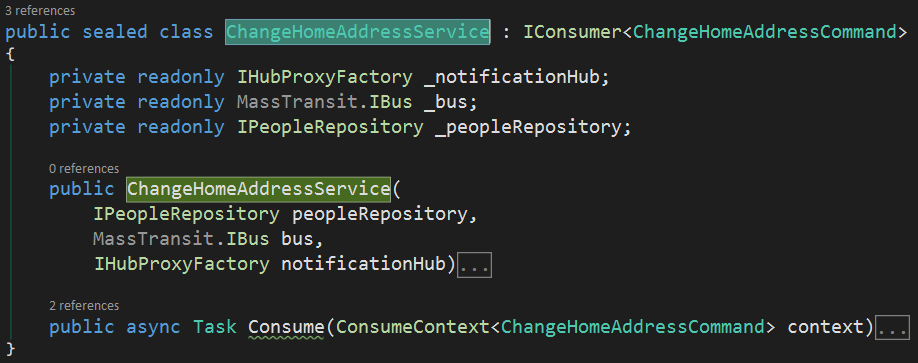 3 references
public sealed class ChangeHomeAddressService : IConsumer<ChangeHomeAddressCommand>
{
    private readonly IHubProxyFactory _notificationHub;
    private readonly MassTransit.IBus _bus;
    private readonly IPeopleRepository _peopleRepository;
    0 references
    public ChangeHomeAddressService(
        IPeopleRepository peopleRepository,
        MassTransit.IBus bus,
        IHubProxyFactory notificationHub)...
    2 references
    public async Task Consume(ConsumeContext<ChangeHomeAddressCommand> context)...
}